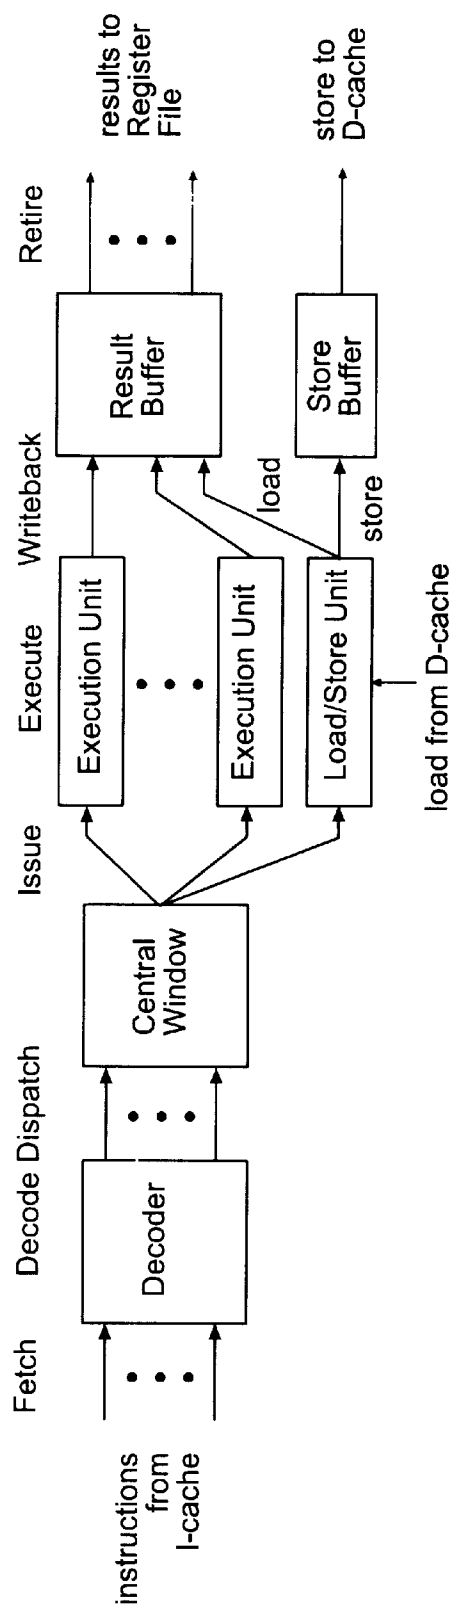 Fetch
Decode Dispatch
Issue
Execute
Writeback
Retire
instructions
from
I-cache
Decoder
Central
Window
Execution Unit
Execution Unit
Load/Store Unit
load from D-cache
load
store
Result
Buffer
Store
Buffer
results to
Register
File
store to
D-cache